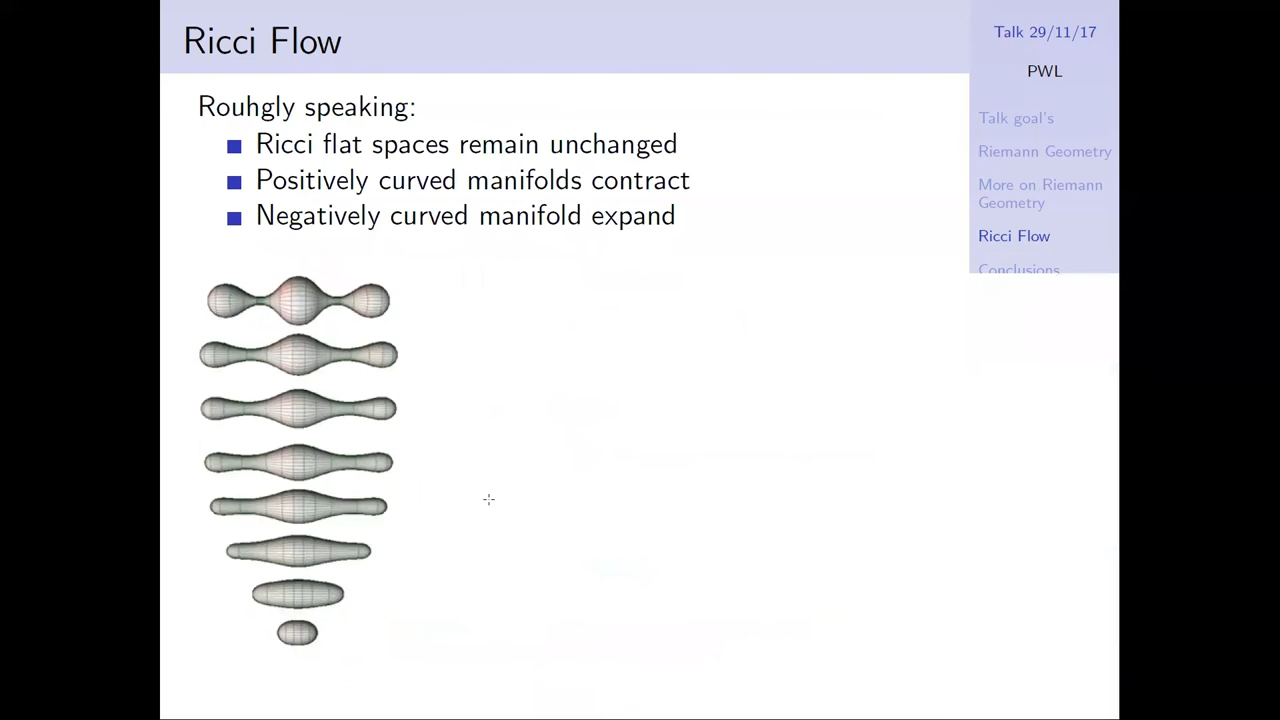 Ricci Flow
Rouhgly speaking:
Ricci flat spaces remain unchanged
Positively curved manifolds contract
Negatively curved manifold expand
Talk 29/11/17
PWL
Talk goal's
Riemann Geometry
More on Riemann
Geometry
Ricci Flow
Conclusions